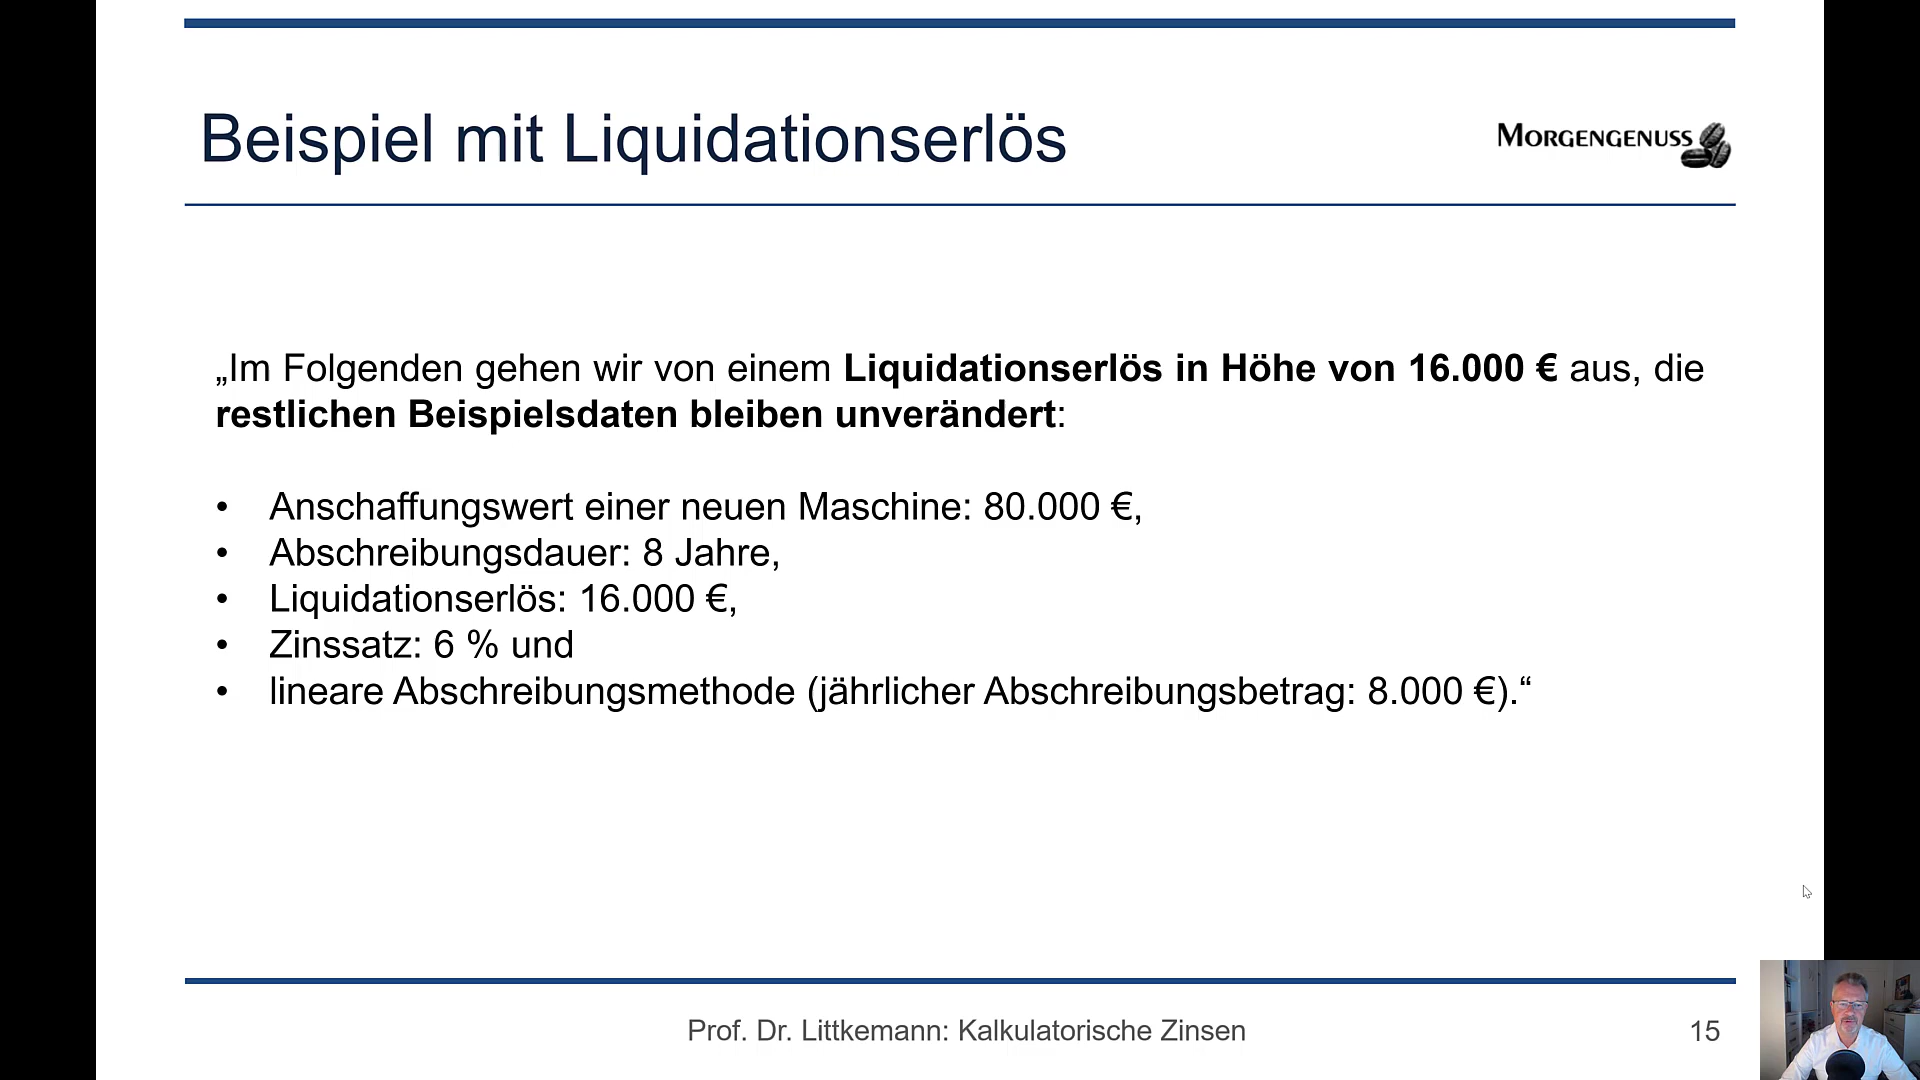 Beispiel mit Liquidationserlös
MORGENGENUSS
„Im Folgenden gehen wir von einem Liquidationserlös in Höhe von 16.000 € aus, die
restlichen Beispielsdaten bleiben unverändert:
• Anschaffungswert einer neuen Maschine: 80.000 €,
• Abschreibungsdauer: 8 Jahre,
• Liquidationserlös: 16.000 €,
• Zinssatz: 6 % und
• lineare Abschreibungsmethode (jährlicher Abschreibungsbetrag: 8.000 €).“
Prof. Dr. Littkemann: Kalkulatorische Zinsen
15